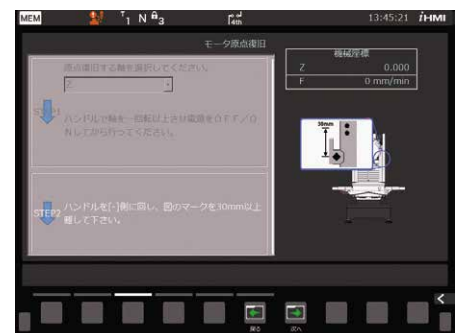 MEM
1 N 3
4th
13:45:21 iHMI
モータ原点復旧
原点復旧する軸を選択してください。
Z
STEP1
ハンドルで軸を一回転以上させ電源をOFF/O
Nしてから行ってください。
STEP2
ハンドルを[-]側に回し、図のマークを30mm以上
離して下さい。
機械座標
Z 0.000
F 0 mm/min
30mm
戻る 次へ